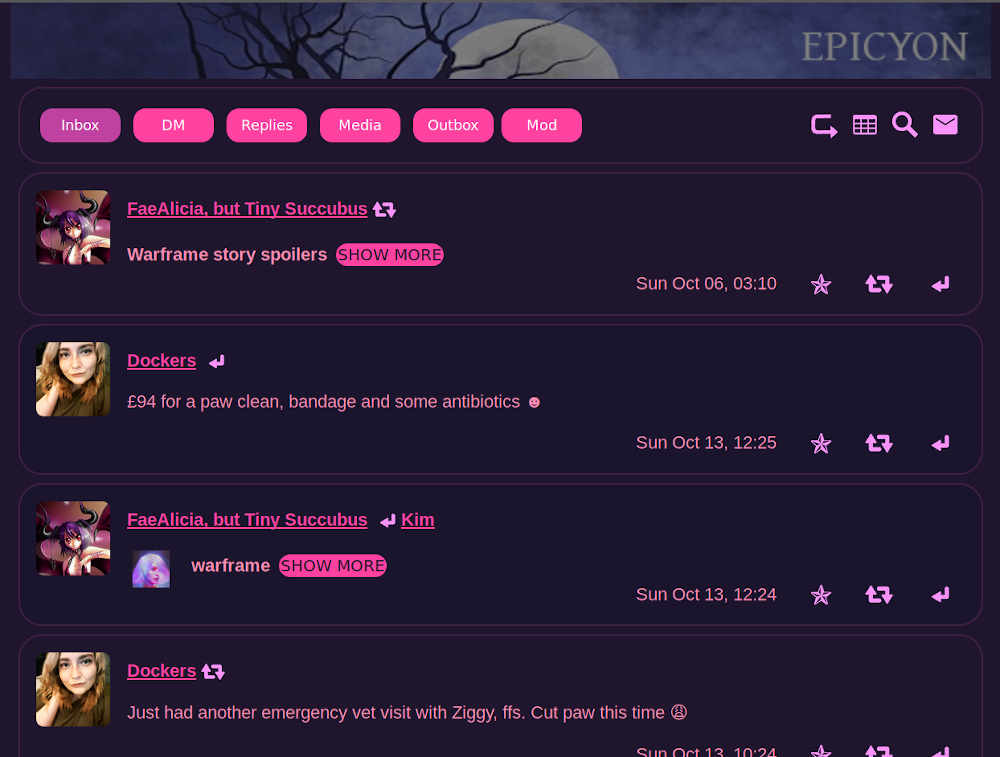 EPICYON
Inbox DM Replies Media Outbox Mod
FaeAlicia, but Tiny Succubus
Warframe story spoilers SHOW MORE
Sun Oct 06, 03:10
Dockers
£94 for a paw clean, bandage and some antibiotics ☻
Sun Oct 13, 12:25
FaeAlicia, but Tiny Succubus Kim
warframe SHOW MORE
Sun Oct 13, 12:24
Dockers
Just had another emergency vet visit with Ziggy, ffs. Cut paw this time 😩
Sun Oct 13, 10:24